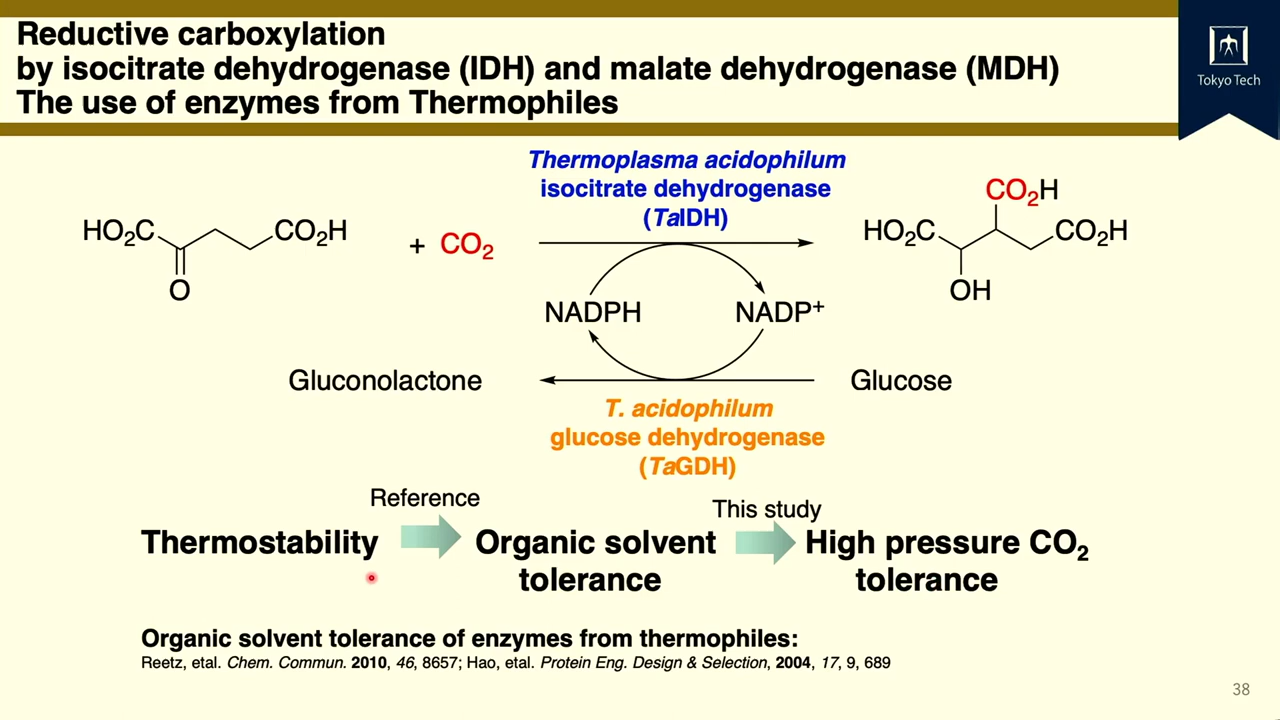 Reductive carboxylation
by isocitrate dehydrogenase (IDH) and malate dehydrogenase (MDH)
The use of enzymes from Thermophiles
Tokyo Tech
Thermoplasma acidophilum
isocitrate dehydrogenase
(TaIDH)
HO₂C
CO₂H
O
+ CO₂
CO₂H
HO₂C
CO₂H
OH
NADPH
NADP⁺
Gluconolactone
Glucose
T. acidophilum
glucose dehydrogenase
(TaGDH)
Reference
This study
Thermostability
Organic solvent
tolerance
High pressure CO₂
tolerance
Organic solvent tolerance of enzymes from thermophiles:
Reetz, etal. Chem. Commun. 2010, 46, 8657; Hao, etal. Protein Eng. Design & Selection, 2004, 17, 9, 689
38